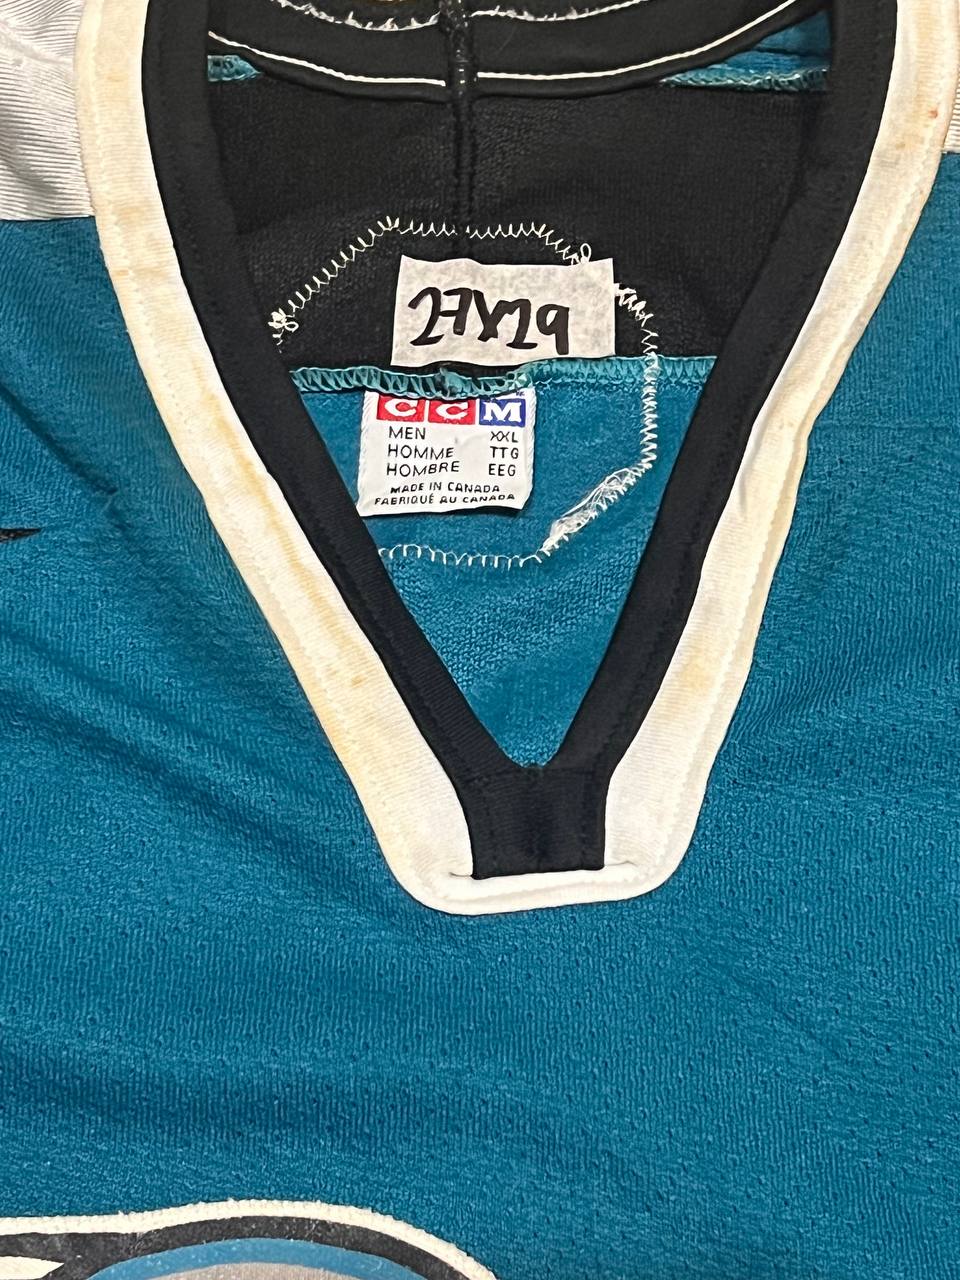 27X29
CCM
MEN XXL
HOMME TTG
HOMBRE EEG
MADE IN CANADA
FABRIQUÉ AU CANADA